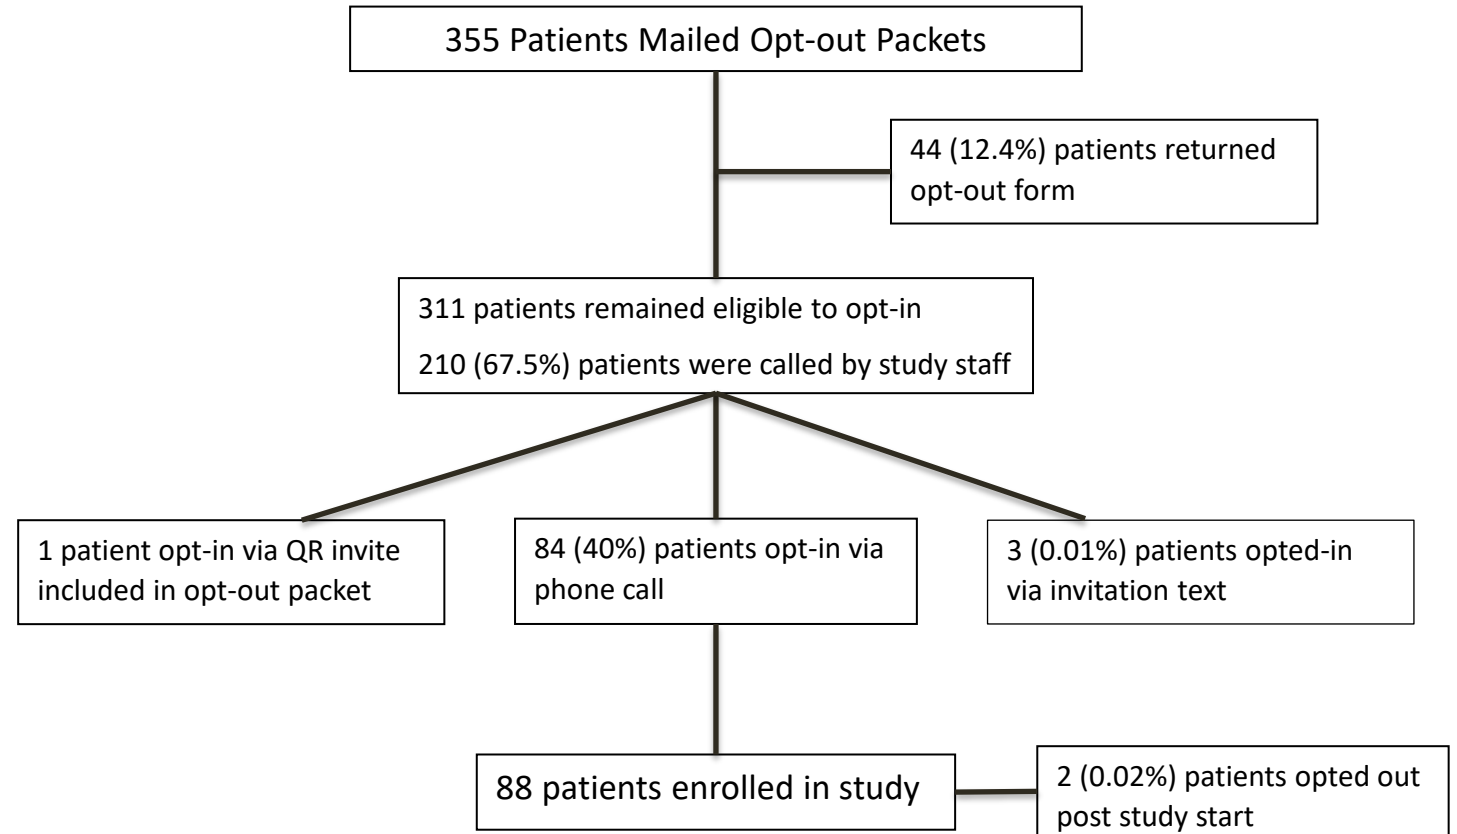 355 Patients Mailed Opt-out Packets
44 (12.4%) patients returned
opt-out form
311 patients remained eligible to opt-in
210 (67.5%) patients were called by study staff
1 patient opt-in via QR invite
included in opt-out packet
84 (40%) patients opt-in via
phone call
3 (0.01%) patients opted-in
via invitation text
88 patients enrolled in study
2 (0.02%) patients opted out
post study start